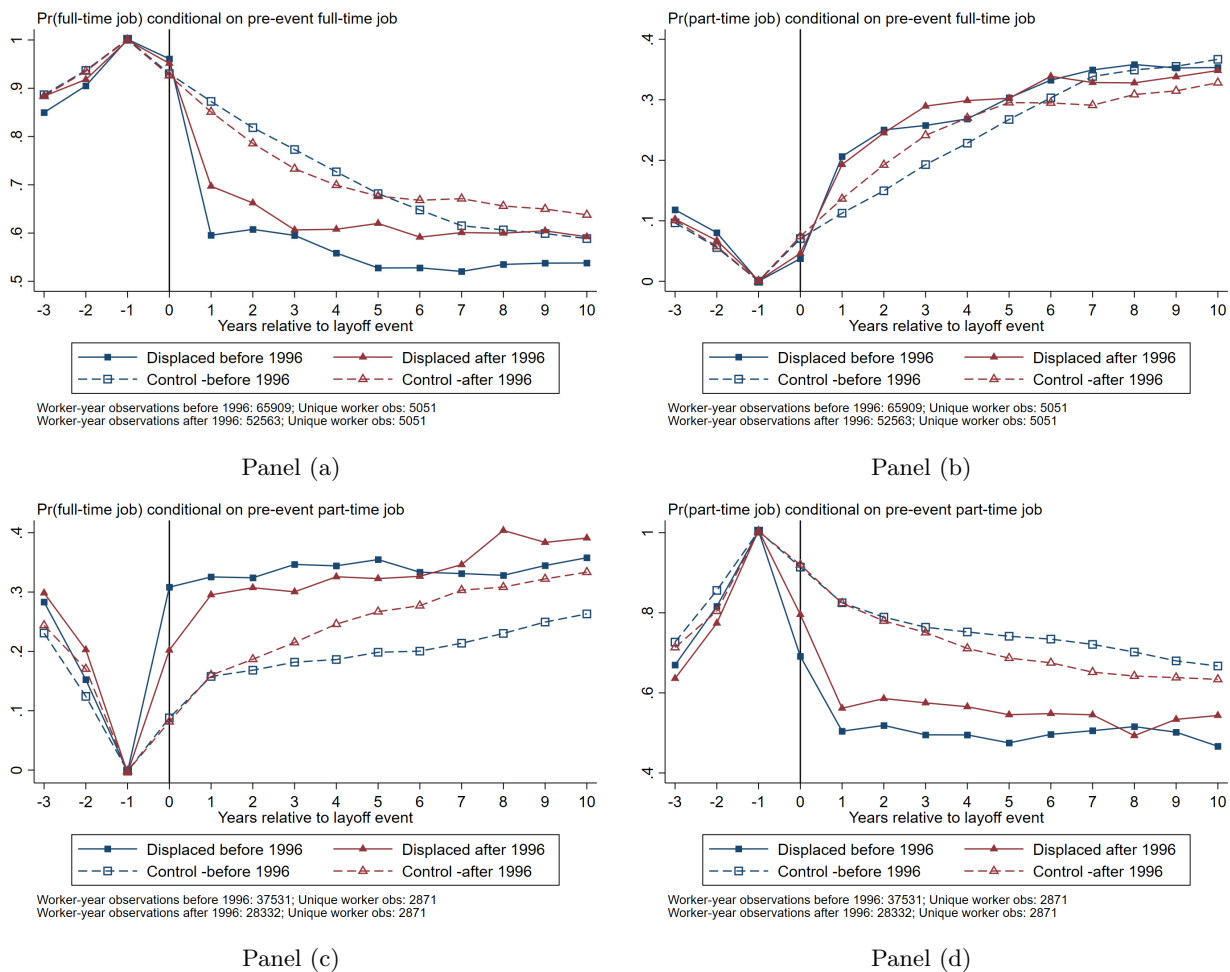 Pr(full-time job) conditional on pre-event full-time job
1
.9
.8
.7
.6
.5
-3 -2 -1 0 1 2 3 4 5 6 7 8 9 10
Years relative to layoff event
Displaced before 1996 Displaced after 1996
Control -before 1996 Control -after 1996
Worker-year observations before 1996: 65909; Unique worker obs: 5051
Worker-year observations after 1996: 52563; Unique worker obs: 5051
Panel (a)
Pr(part-time job) conditional on pre-event full-time job
.4
.3
.2
.1
0
-3 -2 -1 0 1 2 3 4 5 6 7 8 9 10
Years relative to layoff event
Displaced before 1996 Displaced after 1996
Control -before 1996 Control -after 1996
Worker-year observations before 1996: 65909; Unique worker obs: 5051
Worker-year observations after 1996: 52563; Unique worker obs: 5051
Panel (b)
Pr(full-time job) conditional on pre-event part-time job
.4
.3
.2
.1
0
-3 -2 -1 0 1 2 3 4 5 6 7 8 9 10
Years relative to layoff event
Displaced before 1996 Displaced after 1996
Control -before 1996 Control -after 1996
Worker-year observations before 1996: 37531; Unique worker obs: 2871
Worker-year observations after 1996: 28332; Unique worker obs: 2871
Panel (c)
Pr(part-time job) conditional on pre-event part-time job
1
.8
.6
.4
-3 -2 -1 0 1 2 3 4 5 6 7 8 9 10
Years relative to layoff event
Displaced before 1996 Displaced after 1996
Control -before 1996 Control -after 1996
Worker-year observations before 1996: 37531; Unique worker obs: 2871
Worker-year observations after 1996: 28332; Unique worker obs: 2871
Panel (d)